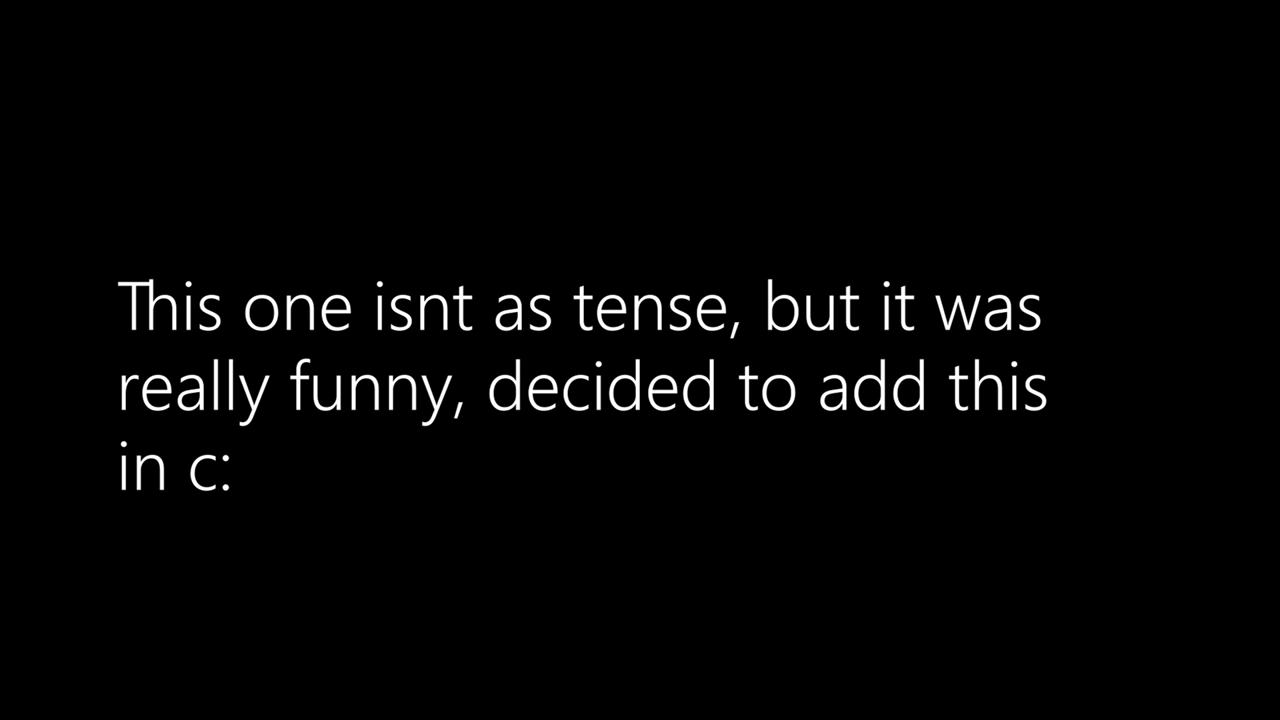 This one isnt as tense, but it was
really funny, decided to add this
in c: